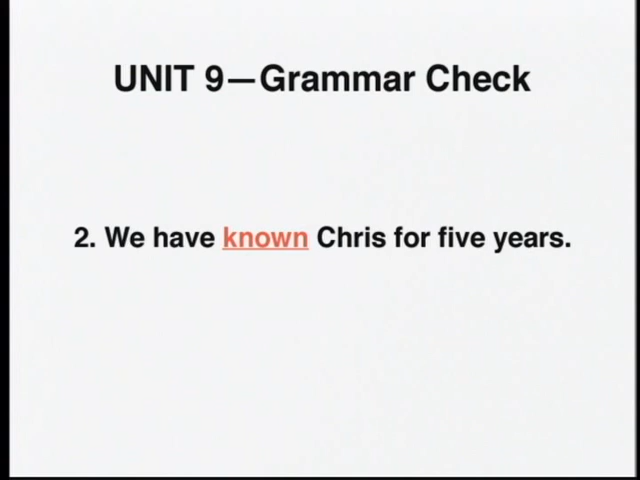 UNIT 9—Grammar Check
2. We have known Chris for five years.